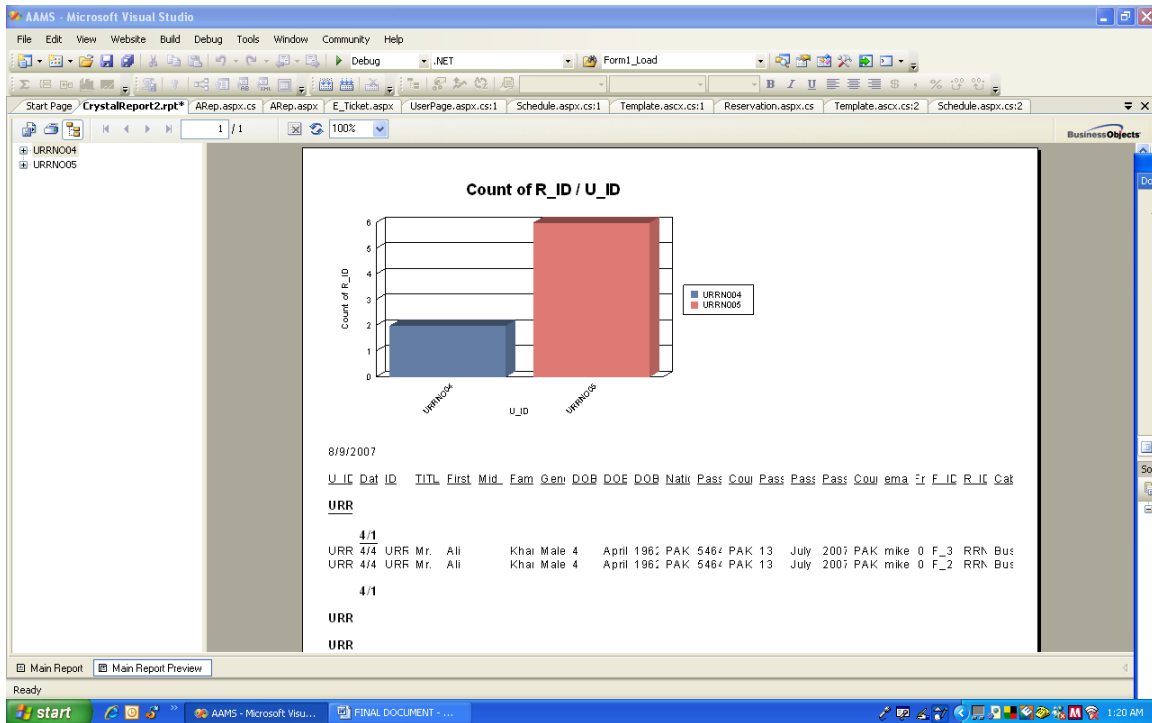 AAMS - Microsoft Visual Studio
File Edit View Website Build Debug Tools Window Community Help
Debug .NET Form1_Load
B I U $ , %
Start Page CrystalReport2.rpt* ARep.aspx.cs ARep.aspx E_Ticket.aspx UserPage.aspx.cs:1 Schedule.aspx.cs:1 Template.ascx.cs:1 Reservation.aspx.cs Template.ascx.cs:2 Schedule.aspx.cs:2
1 / 1 100% BusinessObjects
URRNO04
URRNO05
Count of R_ID / U_ID
6
5
4
3
2
1
0
Count of R_ID
URRNO04
URRNO05
U_ID
URRNO04
URRNO05
8/9/2007
U_ID Dat ID TITL First Mid_ Fam Gen DOB DOE DOB Nati Pass Cou Pass Pass Pass Cou ema Fr F_ID R_ID Cat
URR
4/1
URR 4/4 URR Mr. Ali Kha Male 4 April 1962 PAK 5464 PAK 13 July 2007 PAK mike 0 F_3 RRN Bus
URR 4/4 URR Mr. Ali Kha Male 4 April 1962 PAK 5464 PAK 13 July 2007 PAK mike 0 F_2 RRN Bus
4/1
URR
URR
Do
So
Main Report Main Report Preview
Ready
start AAMS - Microsoft Visu... FINAL DOCUMENT - ... 1:20 AM